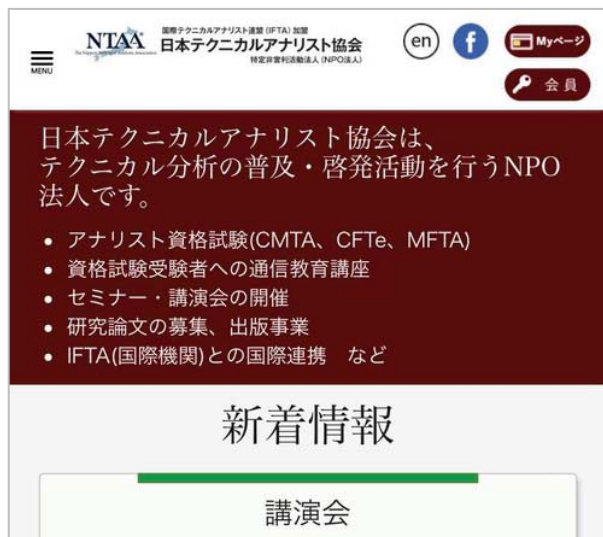 MENU
NTAA
国際テクニカルアナリスト連盟 (IFTA) 加盟
日本テクニカルアナリスト協会
特定非営利活動法人 (NPO法人)
en
f
Myページ
会員
日本テクニカルアナリスト協会は、
テクニカル分析の普及・啓発活動を行うNPO
法人です。
• アナリスト資格試験(CMTA、CFTe、MFTA)
• 資格試験受験者への通信教育講座
• セミナー・講演会の開催
• 研究論文の募集、出版事業
• IFTA(国際機関)との国際連携 など
新着情報
講演会